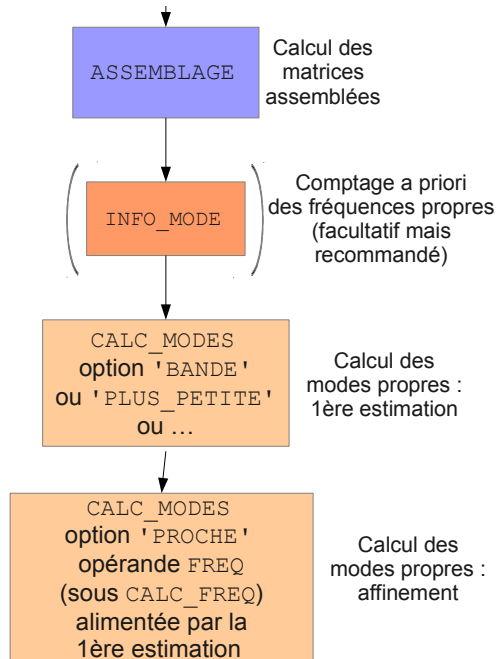 ASSEMBLAGE
Calcul des
matrices
assemblées
INFO_MODE
Comptage a priori
des fréquences propres
(facultatif mais
recommandé)
CALC_MODES
option 'BANDE'
ou 'PLUS_PETITE'
ou ...
Calcul des
modes propres :
1ère estimation
CALC_MODES
option 'PROCHE'
opérande FREQ
(sous CALC_FREQ)
alimentée par la
1ère estimation
Calcul des
modes propres :
affinement